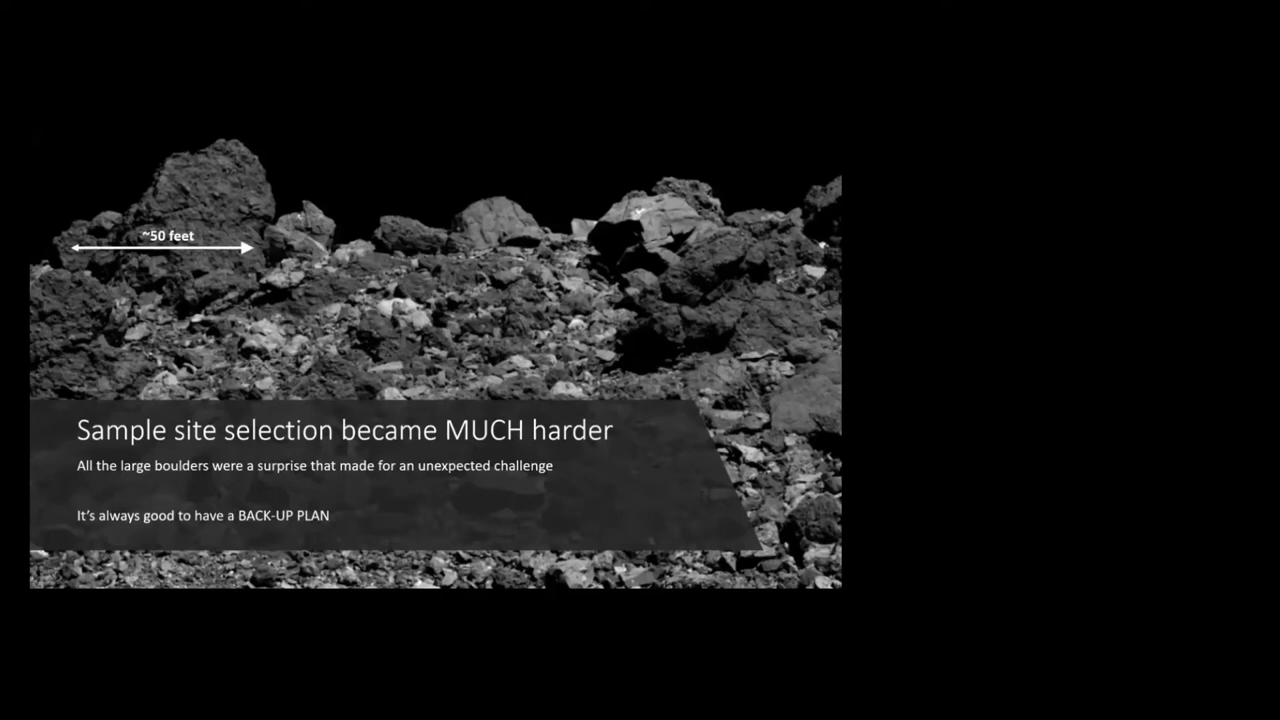 ~50 feet
Sample site selection became MUCH harder
All the large boulders were a surprise that made for an unexpected challenge
It's always good to have a BACK-UP PLAN